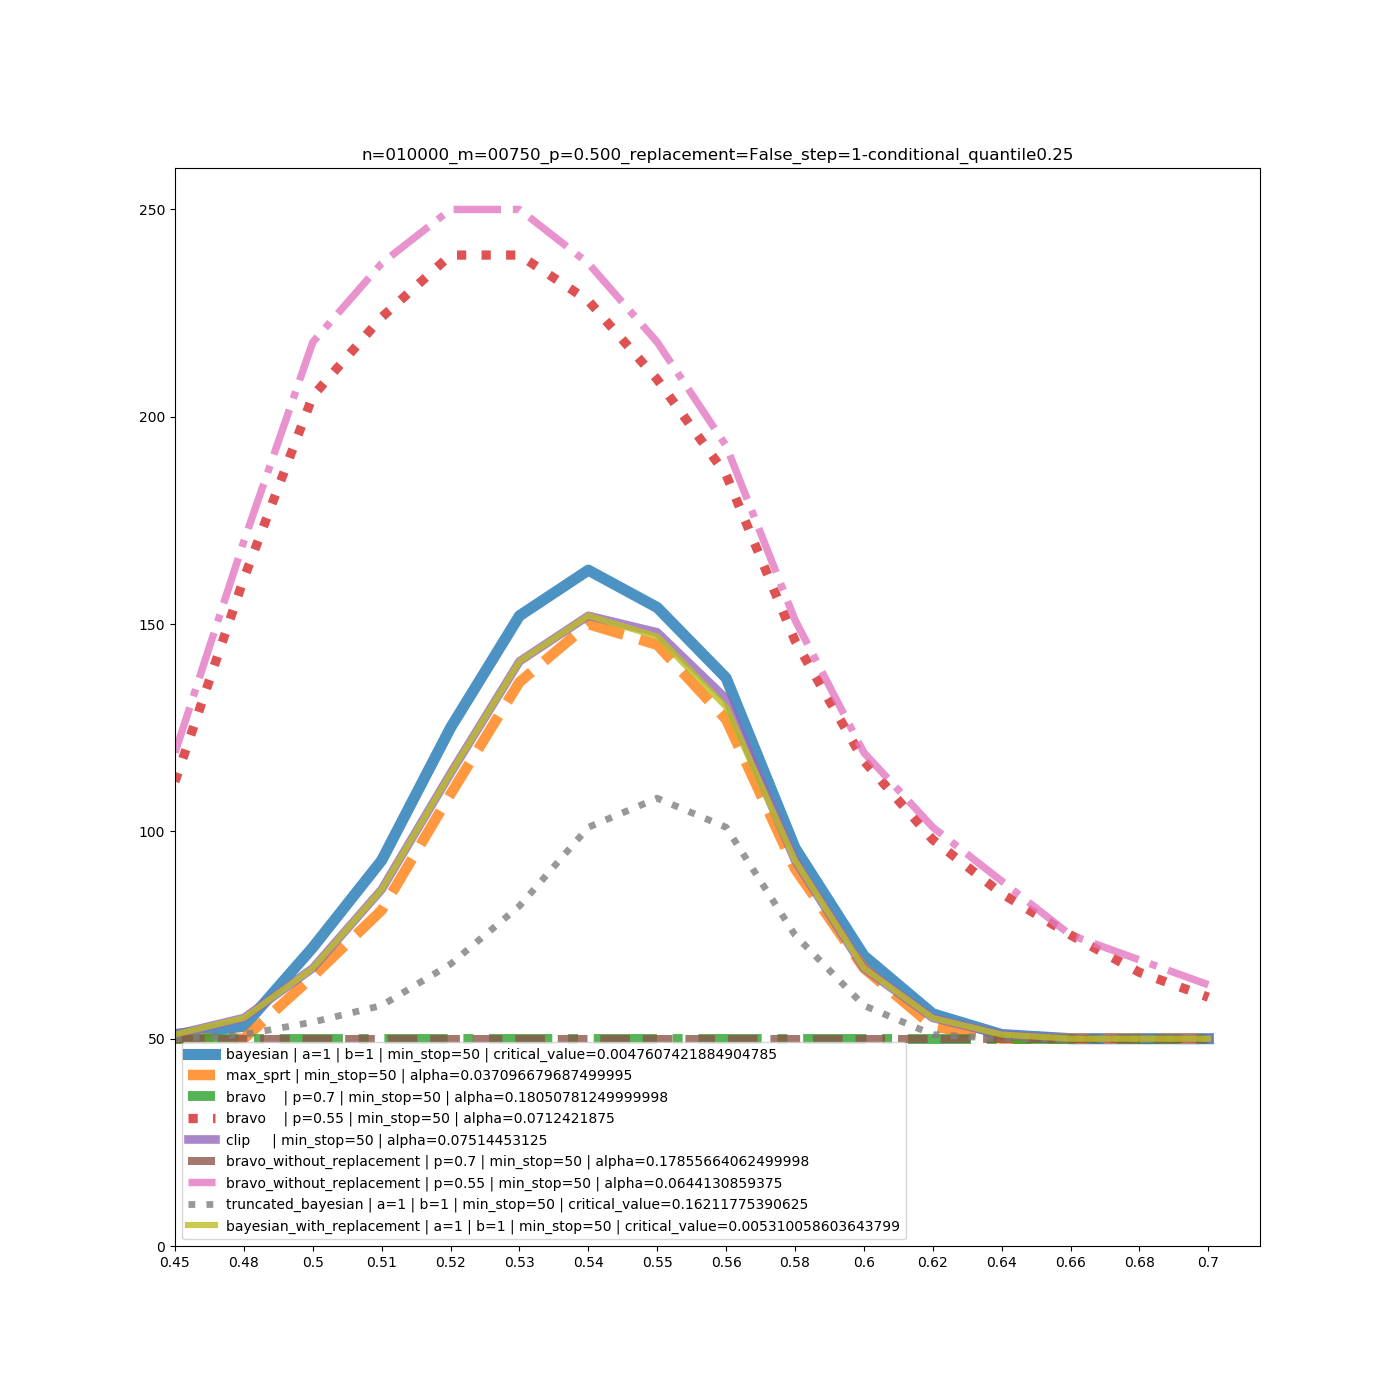 n=010000_m=00750_p=0.500_replacement=False_step=1-conditional_quantile0.25
250
200
150
100
50
0
bayesian | a=1 | b=1 | min_stop=50 | critical_value=0.0047607421884904785
max_sprt | min_stop=50 | alpha=0.037096679687499995
bravo | p=0.7 | min_stop=50 | alpha=0.18050781249999998
bravo | p=0.55 | min_stop=50 | alpha=0.0712421875
clip | min_stop=50 | alpha=0.07514453125
bravo_without_replacement | p=0.7 | min_stop=50 | alpha=0.17855664062499998
bravo_without_replacement | p=0.55 | min_stop=50 | alpha=0.0644130859375
truncated_bayesian | a=1 | b=1 | min_stop=50 | critical_value=0.16211775390625
bayesian_with_replacement | a=1 | b=1 | min_stop=50 | critical_value=0.005310058603643799
0.45 0.48 0.5 0.51 0.52 0.53 0.54 0.55 0.56 0.58 0.6 0.62 0.64 0.66 0.68 0.7